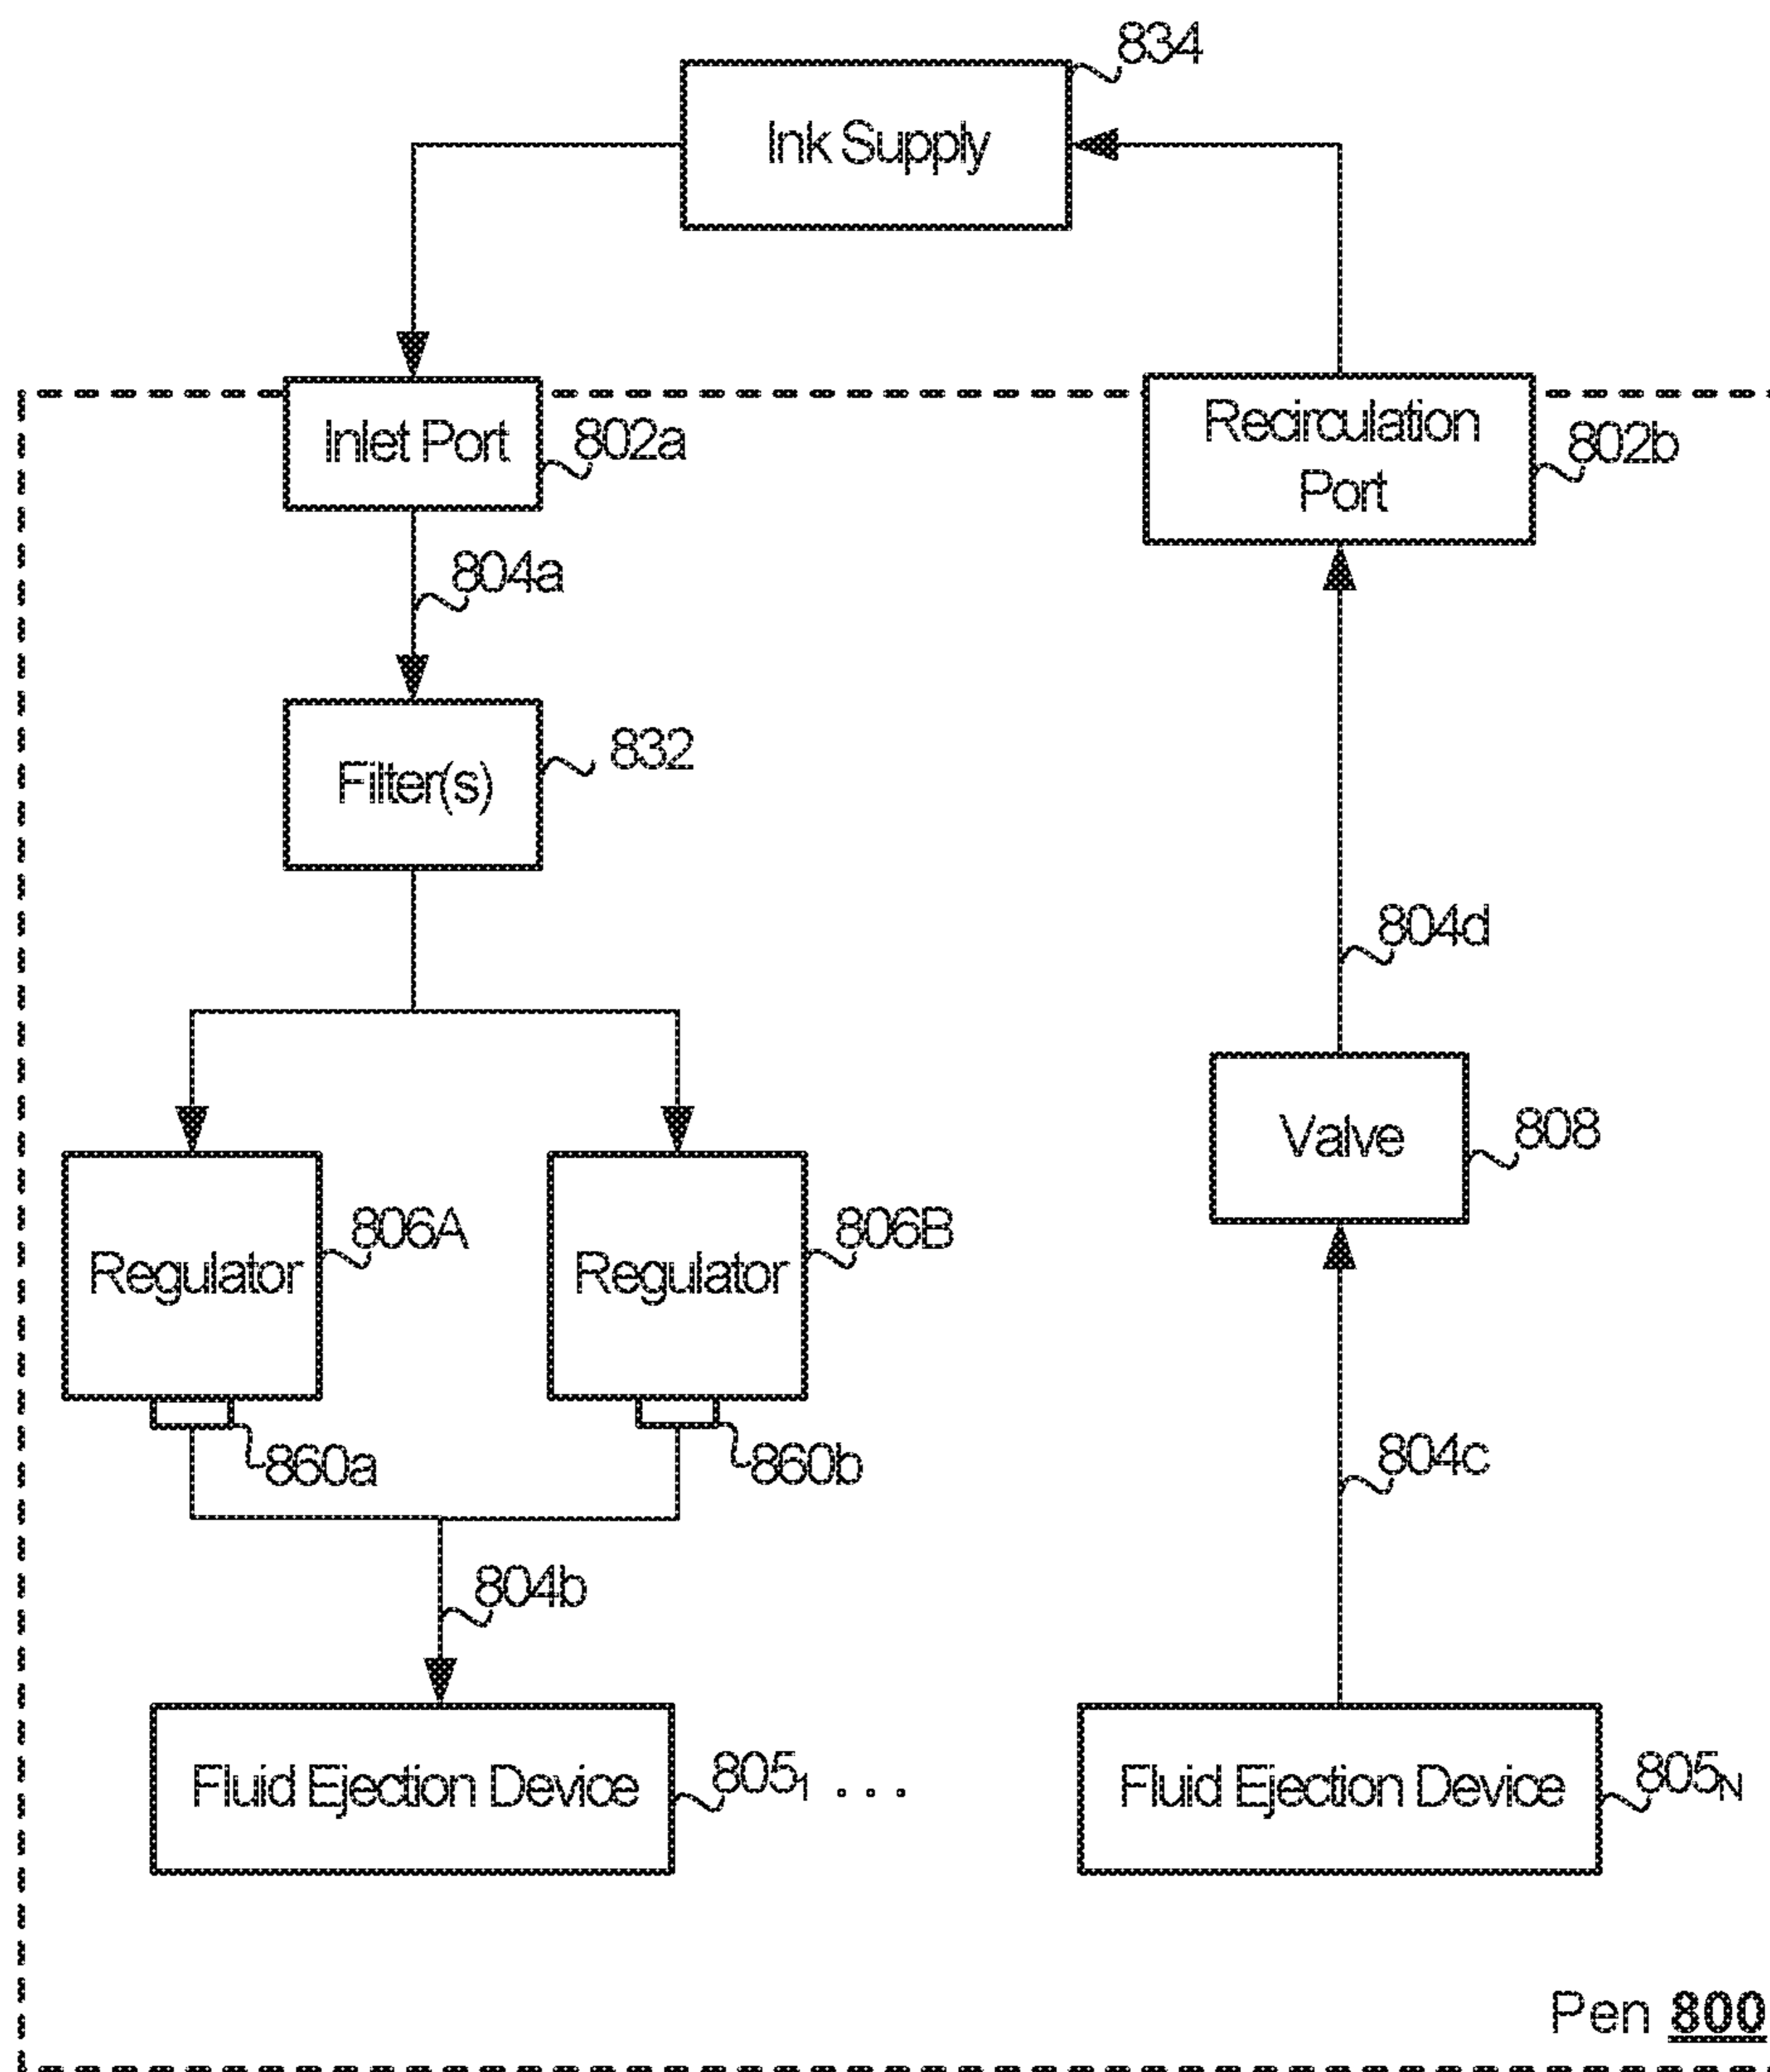 834
Ink Supply
Inlet Port
802a
Recirculation
Port
802b
804a
Filter(s)
832
804d
Valve
808
Regulator
806A
Regulator
806B
860a
860b
804c
804b
Fluid Ejection Device
805₁ . . .
Fluid Ejection Device
805N
Pen 800